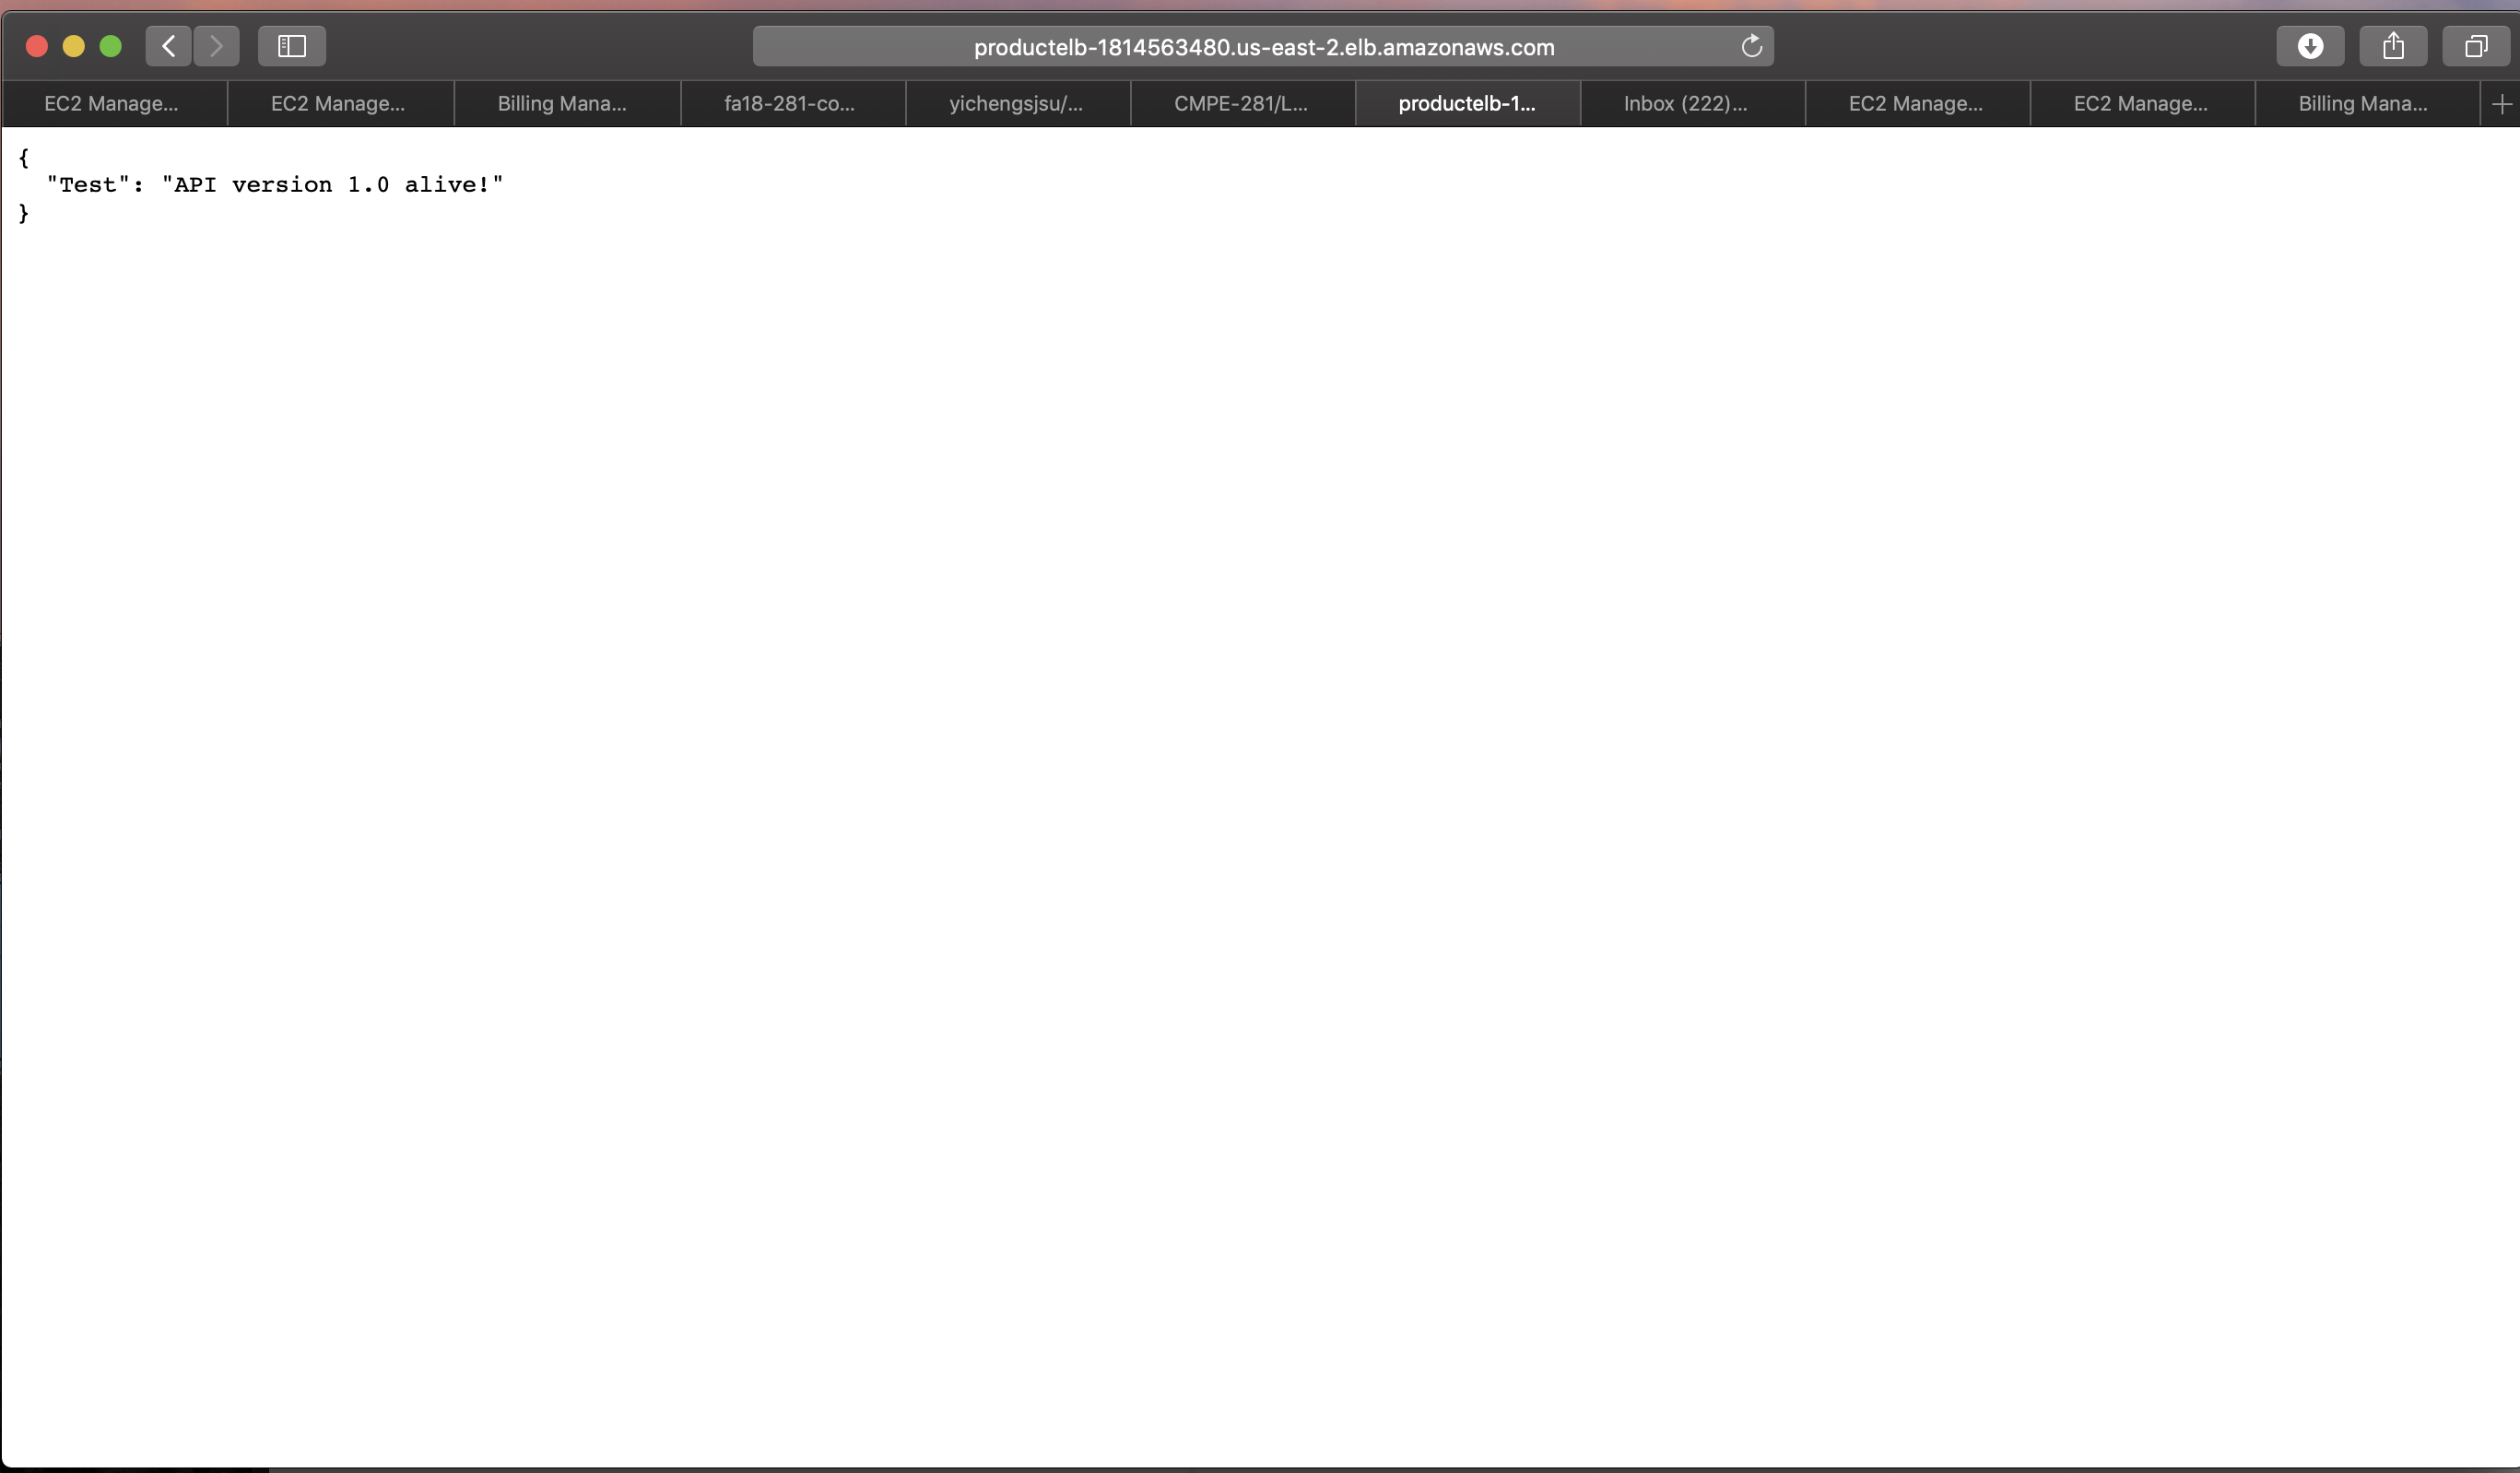 productelb-1814563480.us-east-2.elb.amazonaws.com
EC2 Manage...
EC2 Manage...
Billing Mana...
fa18-281-co...
yichengsjsu/...
CMPE-281/L...
productelb-1...
Inbox (222)...
EC2 Manage...
EC2 Manage...
Billing Mana...
{
  "Test": "API version 1.0 alive!"
}